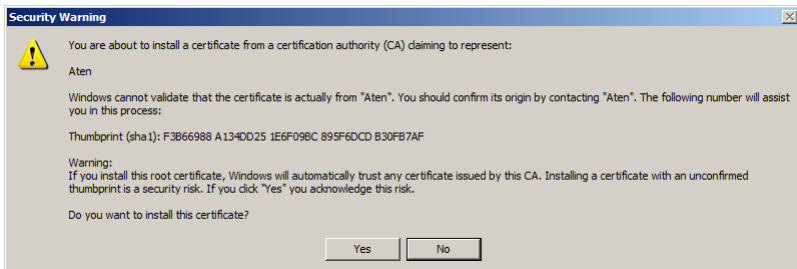 Security Warning
You are about to install a certificate from a certification authority (CA) claiming to represent:
Aten
Windows cannot validate that the certificate is actually from "Aten". You should confirm its origin by contacting "Aten". The following number will assist
you in this process:
Thumbprint (sha1): F3B66988 A134DD25 1E6F09BC 895F6DCD B30FB7AF
Warning:
If you install this root certificate, Windows will automatically trust any certificate issued by this CA. Installing a certificate with an unconfirmed
thumbprint is a security risk. If you click "Yes" you acknowledge this risk.
Do you want to install this certificate?
Yes No